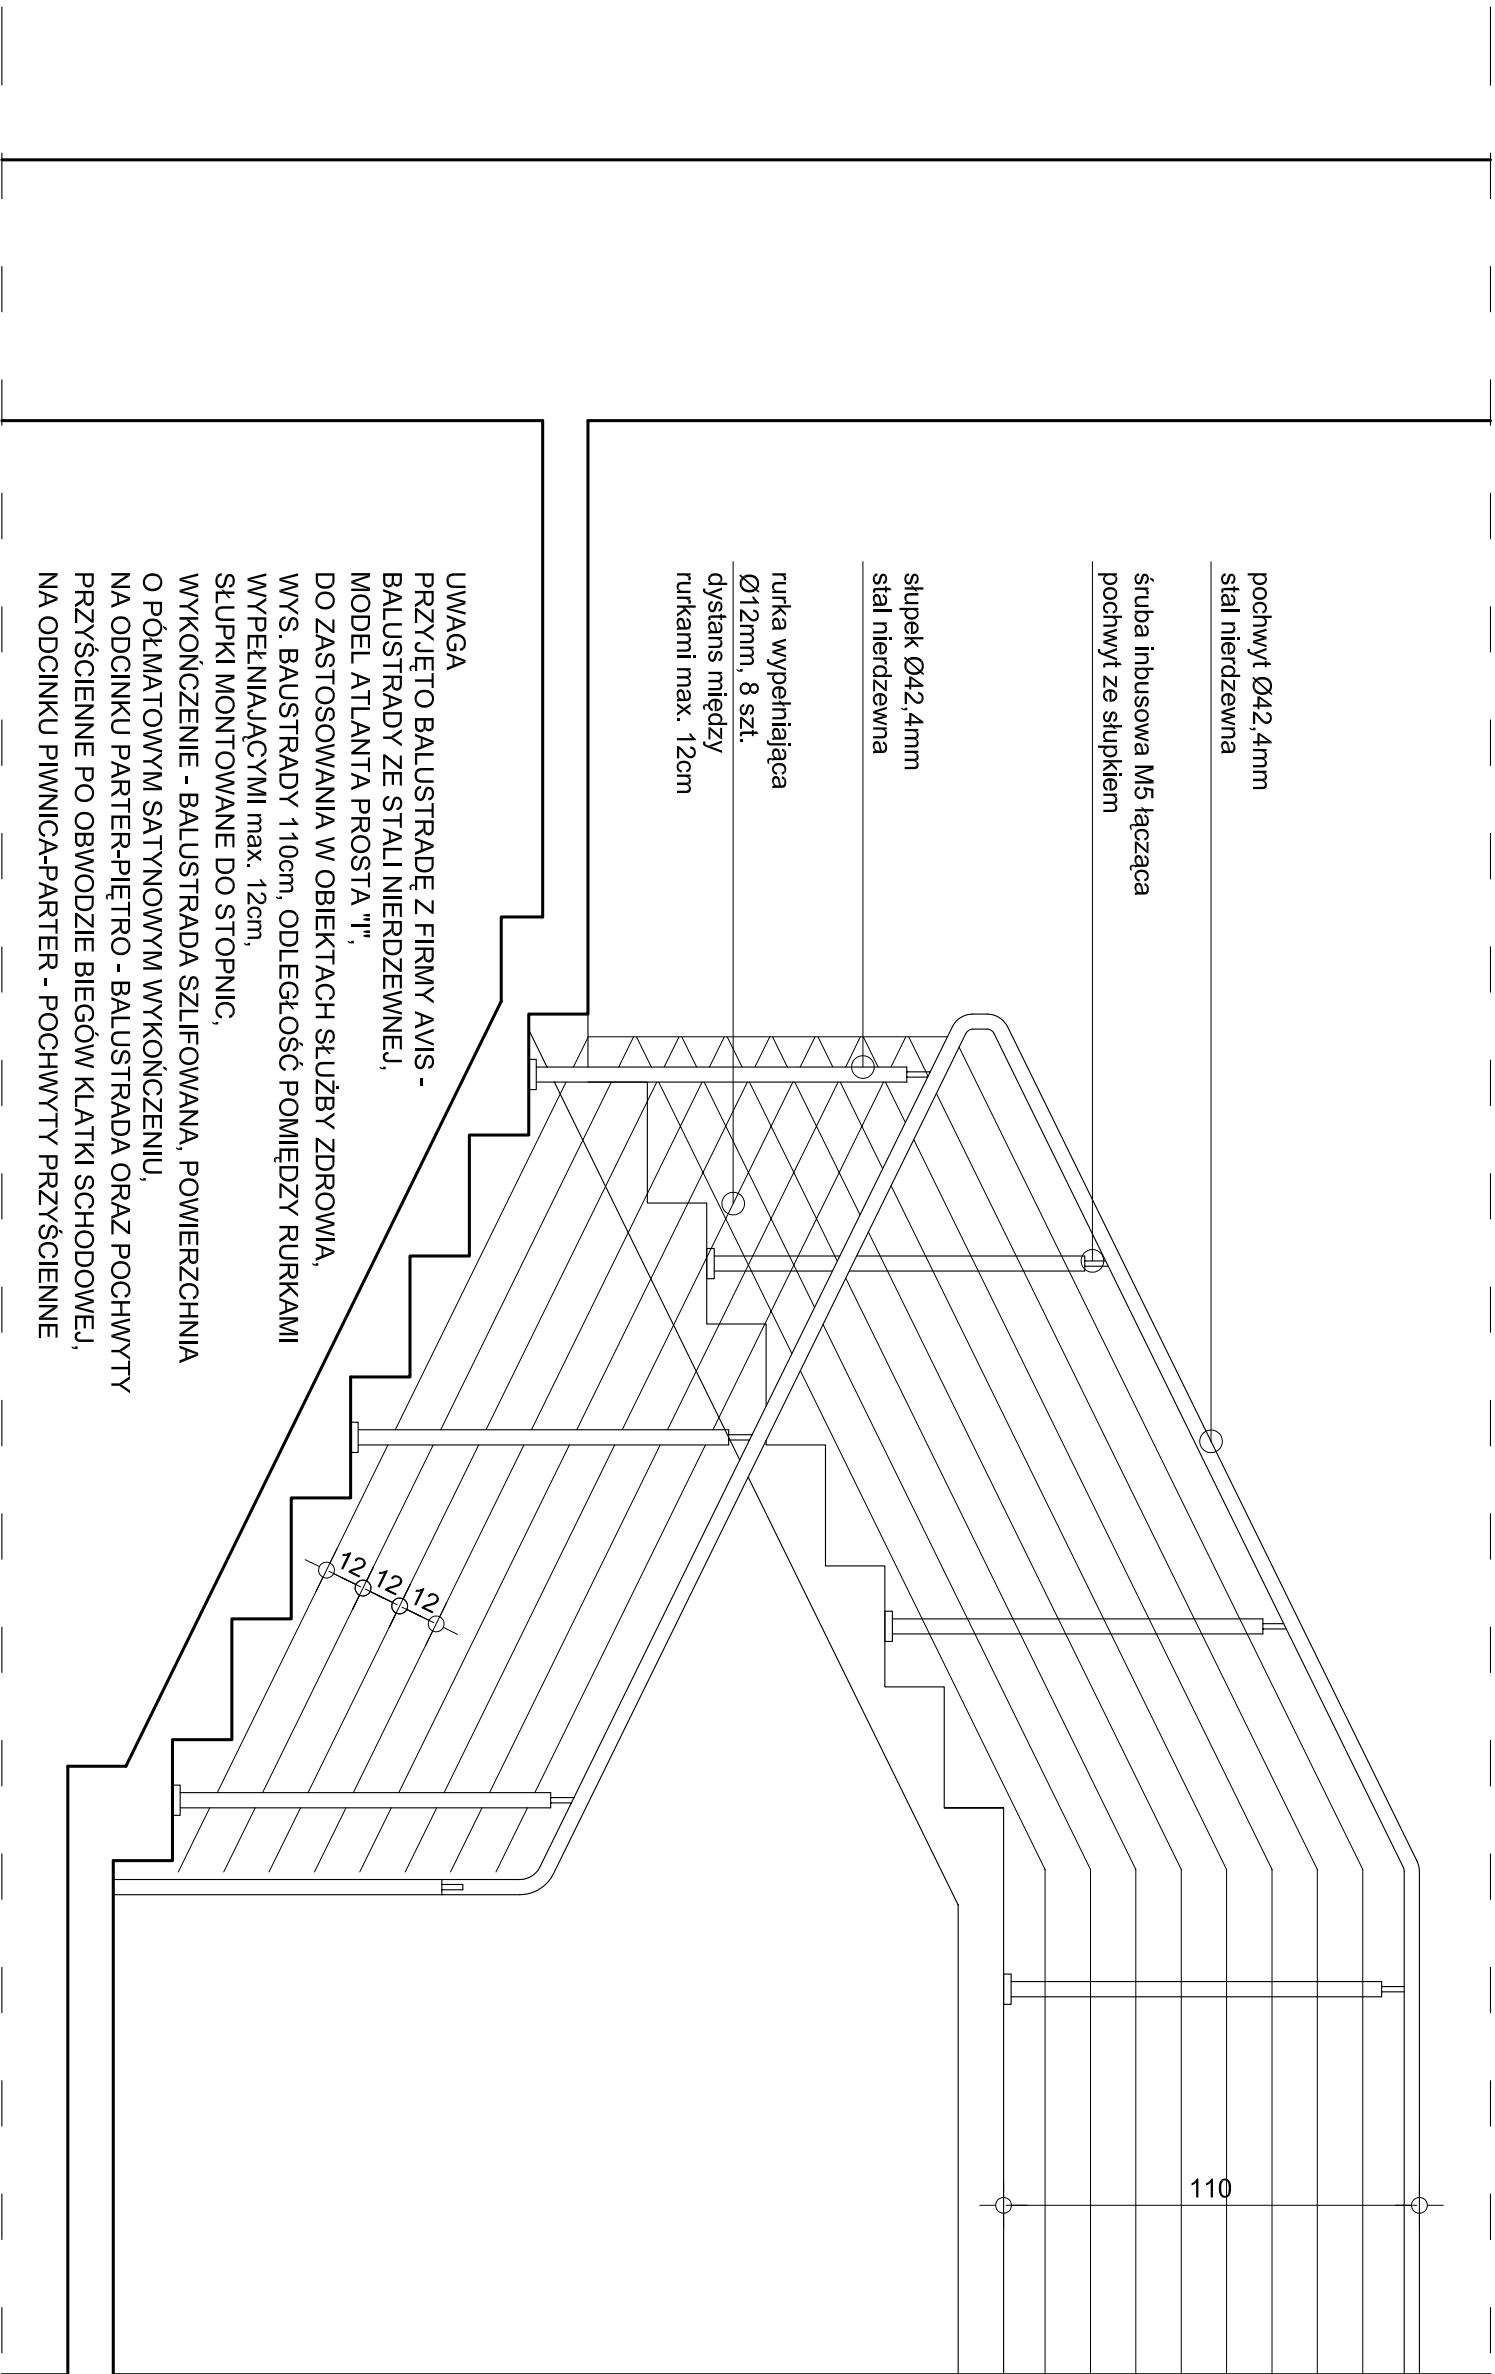 pochwyt Ø42,4mm
stal nierdzewna
śruba inbusowa M5 łącząca
pochwyt ze słupkiem
słupek Ø42,4mm
stal nierdzewna
rurka wypełniająca
Ø12mm, 8 szt.
dystans między
rurkami max. 12cm
UWAGA
PRZYJĘTO BALUSTRADĘ Z FIRMY AVIS -
BALUSTRADY ZE STALI NIERDZEWNEJ,
MODEL ATLANTA PROSTA "I",
DO ZASTOSOWANIA W OBIEKTACH SŁUŻBY ZDROWIA,
WYS. BAUSTRADY 110cm, ODLEGŁOŚĆ POMIĘDZY RURKAMI
WYPEŁNIAJĄCYMI max. 12cm,
SŁUPKI MONTOWANE DO STOPNIC,
WYKOŃCZENIE - BALUSTRADA SZLIFOWANA, POWIERZCHNIA
O PÓŁMATOWYM SATYNOWYM WYKOŃCZENIU,
NA ODCINKU PARTER-PIĘTRO - BALUSTRADA ORAZ POCHWYTY
PRZYŚCIENNE PO OBWODZIE BIEGÓW KLATKI SCHODOWEJ,
NA ODCINKU PIWNICA-PARTER - POCHWYTY PRZYŚCIENNE
12
12
12
110